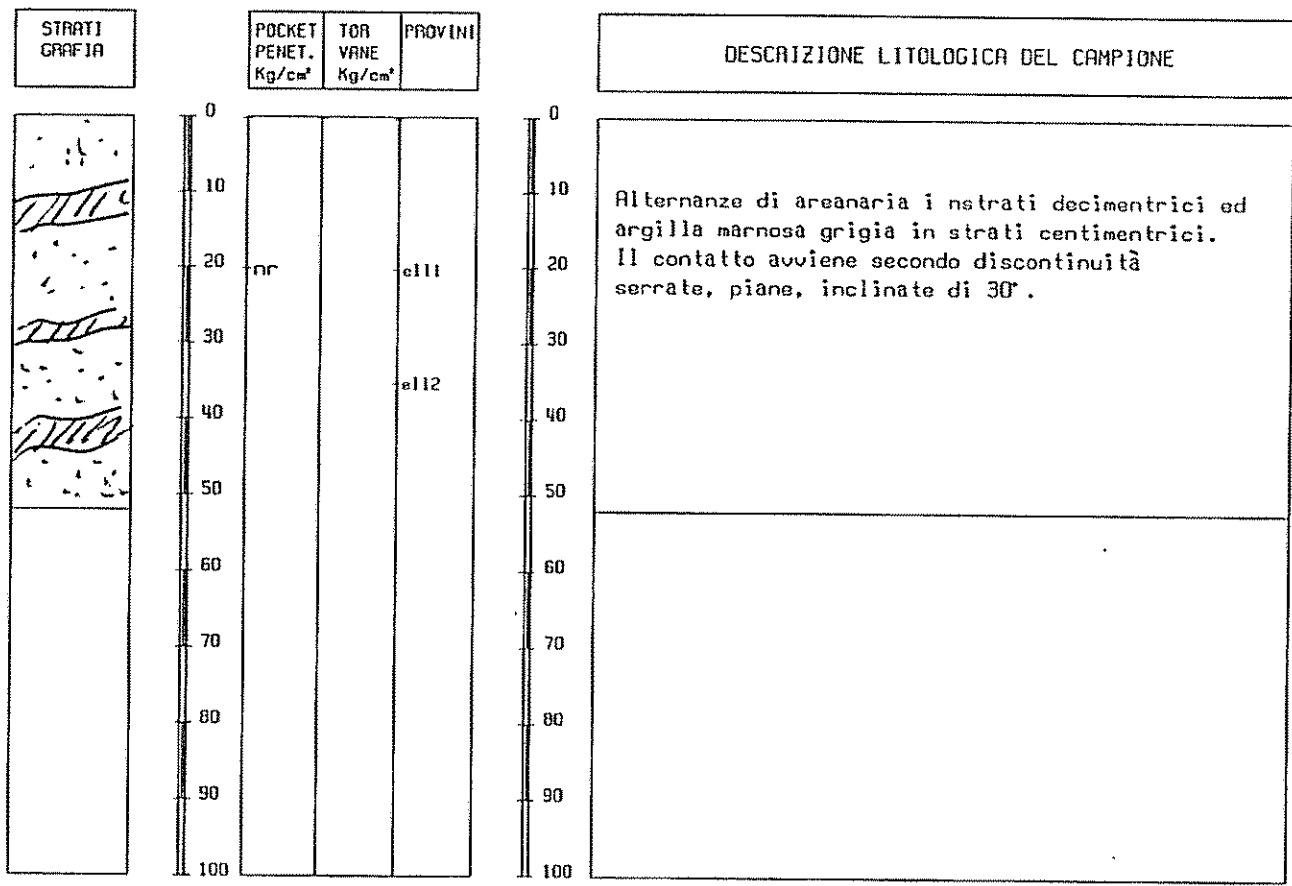 STRATI
GRAFIA
POCKET
PENET.
Kg/cm²
TOR
VANE
Kg/cm²
PROVINI
DESCRIZIONE LITOLOGICA DEL CAMPIONE
0
10
20
30
40
50
60
70
80
90
100
nr
ell1
ell2
0
10
20
30
40
50
60
70
80
90
100
Alternanze di areanaria i nstrati decimentrici ed
argilla marnosa grigia in strati centimentrici.
Il contatto avviene secondo discontinuità
serrate, piane, inclinate di 30°.